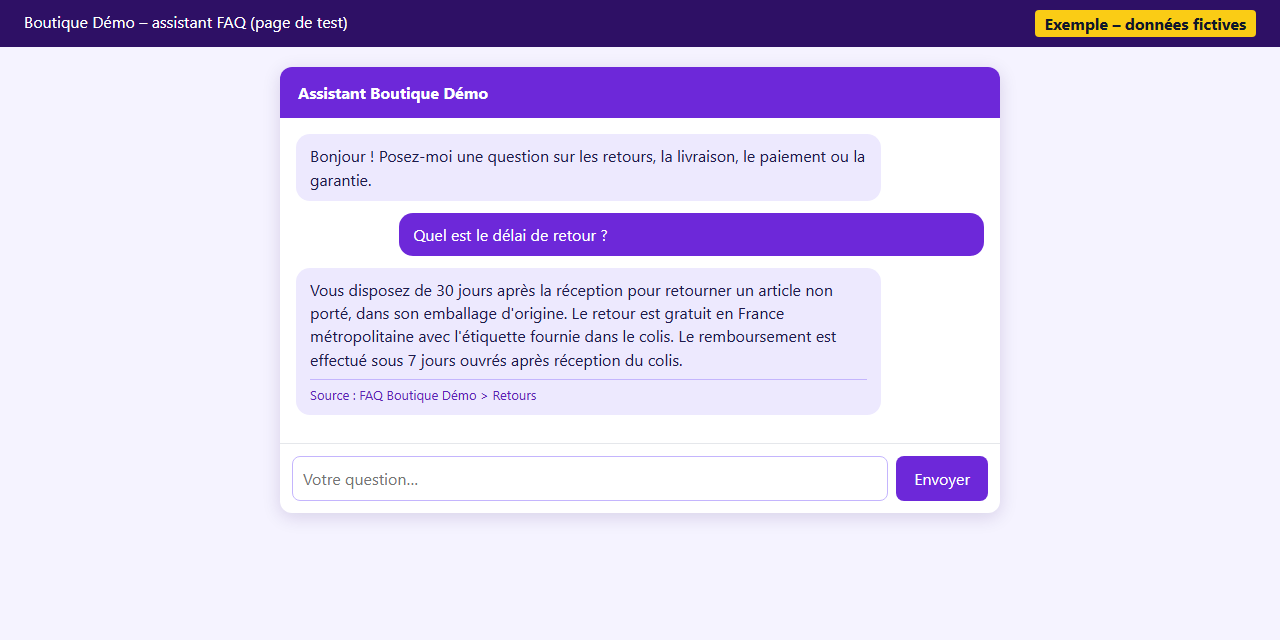 Boutique Démo – assistant FAQ (page de test)
Exemple – données fictives
Assistant Boutique Démo
Bonjour ! Posez-moi une question sur les retours, la livraison, le paiement ou la
garantie.
Quel est le délai de retour ?
Vous disposez de 30 jours après la réception pour retourner un article non
porté, dans son emballage d'origine. Le retour est gratuit en France
métropolitaine avec l'étiquette fournie dans le colis. Le remboursement est
effectué sous 7 jours ouvrés après réception du colis.
Source : FAQ Boutique Démo > Retours
Votre question...
Envoyer